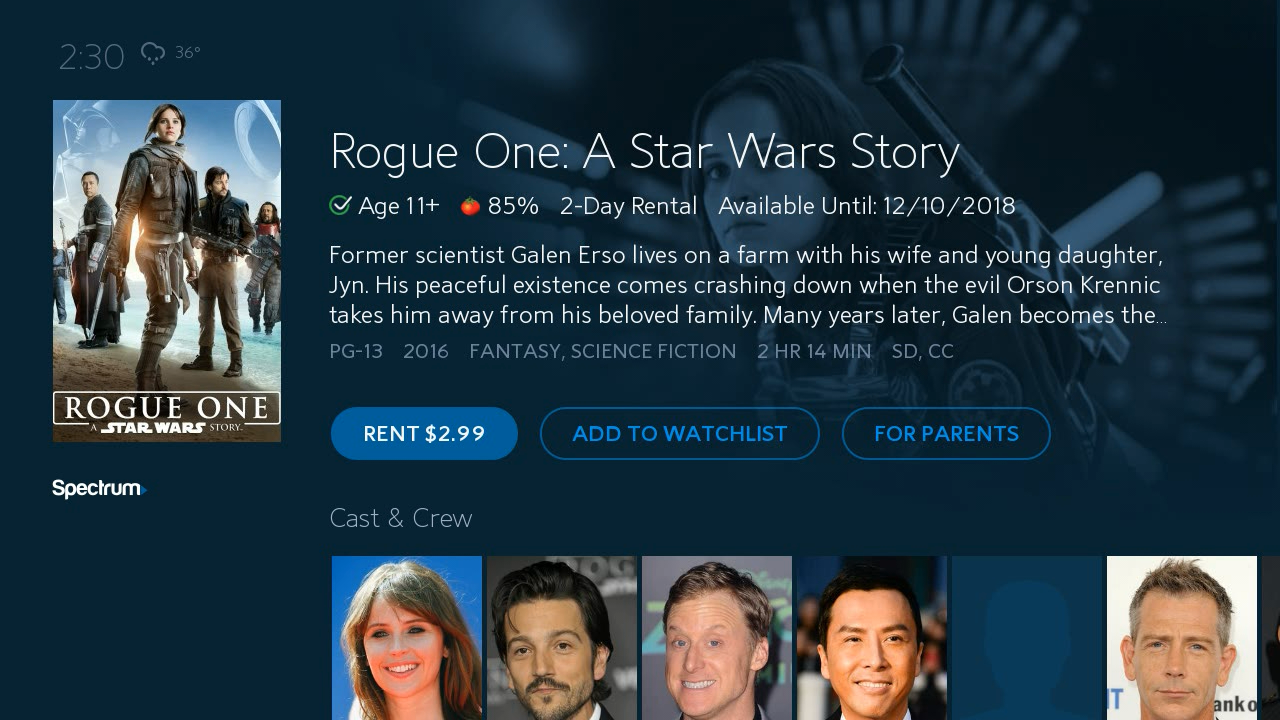 2:30 36°
Rogue One: A Star Wars Story
Age 11+ 85% 2-Day Rental Available Until: 12/10/2018
Former scientist Galen Erso lives on a farm with his wife and young daughter,
Jyn. His peaceful existence comes crashing down when the evil Orson Krennic
takes him away from his beloved family. Many years later, Galen becomes the...
PG-13 2016 FANTASY, SCIENCE FICTION 2 HR 14 MIN SD, CC
ROGUE ONE
A STAR WARS STORY
RENT $2.99 ADD TO WATCHLIST FOR PARENTS
Spectrum
Cast & Crew